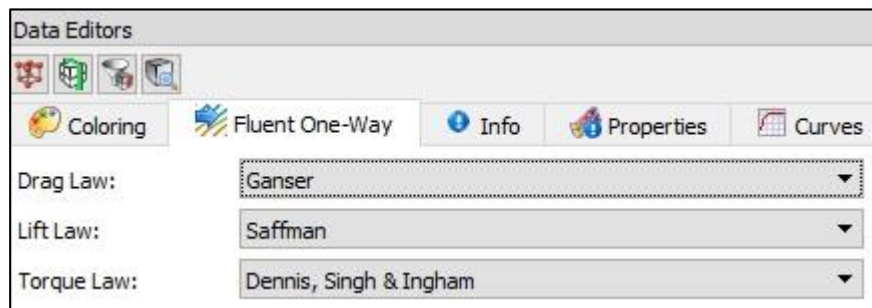 Data Editors
Coloring Fluent One-Way Info Properties Curves
Drag Law: Ganser
Lift Law: Saffman
Torque Law: Dennis, Singh & Ingham